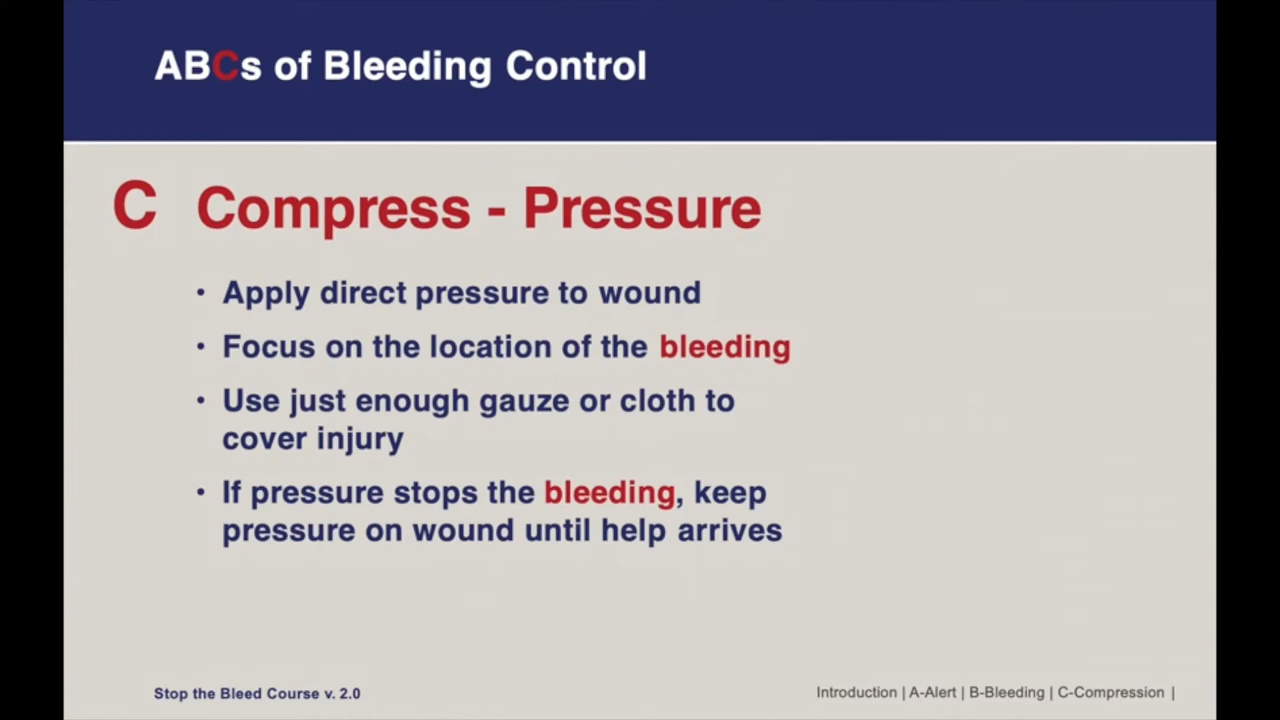 ABCs of Bleeding Control
C Compress - Pressure
• Apply direct pressure to wound
• Focus on the location of the bleeding
• Use just enough gauze or cloth to
cover injury
• If pressure stops the bleeding, keep
pressure on wound until help arrives
Stop the Bleed Course v. 2.0
Introduction | A-Alert | B-Bleeding | C-Compression |